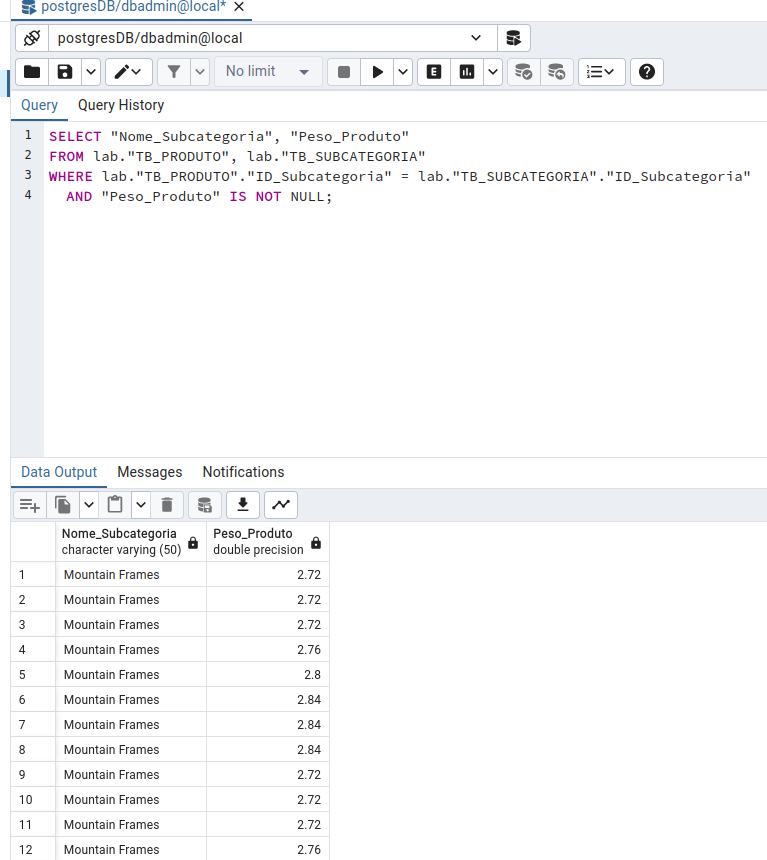 postgresDB/dbadmin@local*
postgresDB/dbadmin@local
No limit
E
Query Query History
1 SELECT "Nome_Subcategoria", "Peso_Produto"
2 FROM lab."TB_PRODUTO", lab."TB_SUBCATEGORIA"
3 WHERE lab."TB_PRODUTO"."ID_Subcategoria" = lab."TB_SUBCATEGORIA"."ID_Subcategoria"
4 AND "Peso_Produto" IS NOT NULL;
Data Output Messages Notifications
Nome_Subcategoria Peso_Produto
character varying (50) double precision
1 Mountain Frames 2.72
2 Mountain Frames 2.72
3 Mountain Frames 2.72
4 Mountain Frames 2.76
5 Mountain Frames 2.8
6 Mountain Frames 2.84
7 Mountain Frames 2.84
8 Mountain Frames 2.84
9 Mountain Frames 2.72
10 Mountain Frames 2.72
11 Mountain Frames 2.72
12 Mountain Frames 2.76